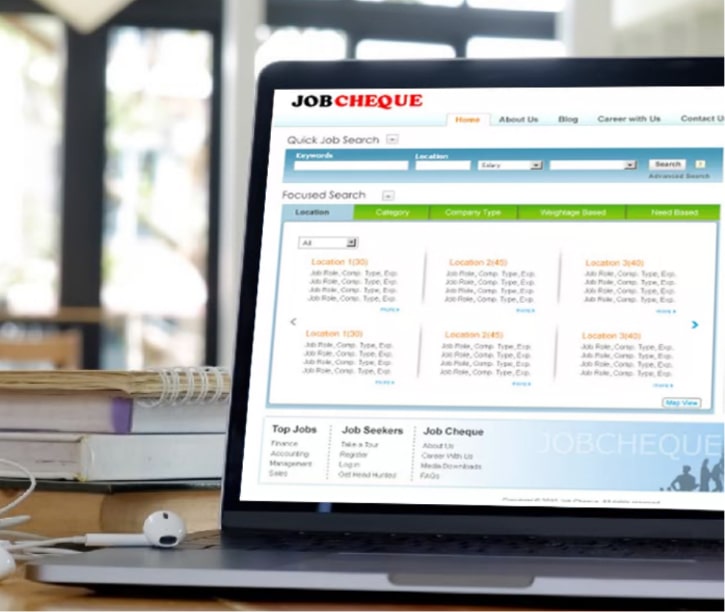 JOBCHEQUE
Home About Us Blog Career with Us Contact U
Quick Job Search
Keywords Location
Salary Search
Advanced Search
Focused Search
Location Category Company Type Weightage Based Need Based
All
Location 1(30) Location 2(45) Location 3(40)
Job Role, Comp. Type, Exp. Job Role, Comp. Type, Exp. Job Role, Comp. Type, Exp.
Job Role, Comp. Type, Exp. Job Role, Comp. Type, Exp. Job Role, Comp. Type, Exp.
Job Role, Comp. Type, Exp. Job Role, Comp. Type, Exp. Job Role, Comp. Type, Exp.
Job Role, Comp. Type, Exp. Job Role, Comp. Type, Exp. Job Role, Comp. Type, Exp.
more more more
Location 1(30) Location 2(45) Location 3(40)
Job Role, Comp. Type, Exp. Job Role, Comp. Type, Exp. Job Role, Comp. Type, Exp.
Job Role, Comp. Type, Exp. Job Role, Comp. Type, Exp. Job Role, Comp. Type, Exp.
Job Role, Comp. Type, Exp. Job Role, Comp. Type, Exp. Job Role, Comp. Type, Exp.
Job Role, Comp. Type, Exp. Job Role, Comp. Type, Exp. Job Role, Comp. Type, Exp.
more more more
Map View
Top Jobs Job Seekers Job Cheque JOBCHEQUE
Finance Take a Tour About Us
Accounting Register Career With Us
Management Login Media Downloads
Sales Get Head Hunted FAQs